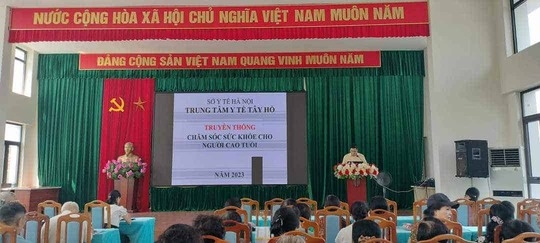 NƯỚC CỘNG HÒA XÃ HỘI CHỦ NGHĨA VIỆT NAM MUÔN NĂM
ĐẢNG CỘNG SẢN VIỆT NAM QUANG VINH MUÔN NĂM
SỞ Y TẾ HÀ NỘI
TRUNG TÂM Y TẾ TÂY HỒ
TRUYỀN THÔNG
CHĂM SÓC SỨC KHỎE CHO
NGƯỜI CAO TUỔI
NĂM 2023